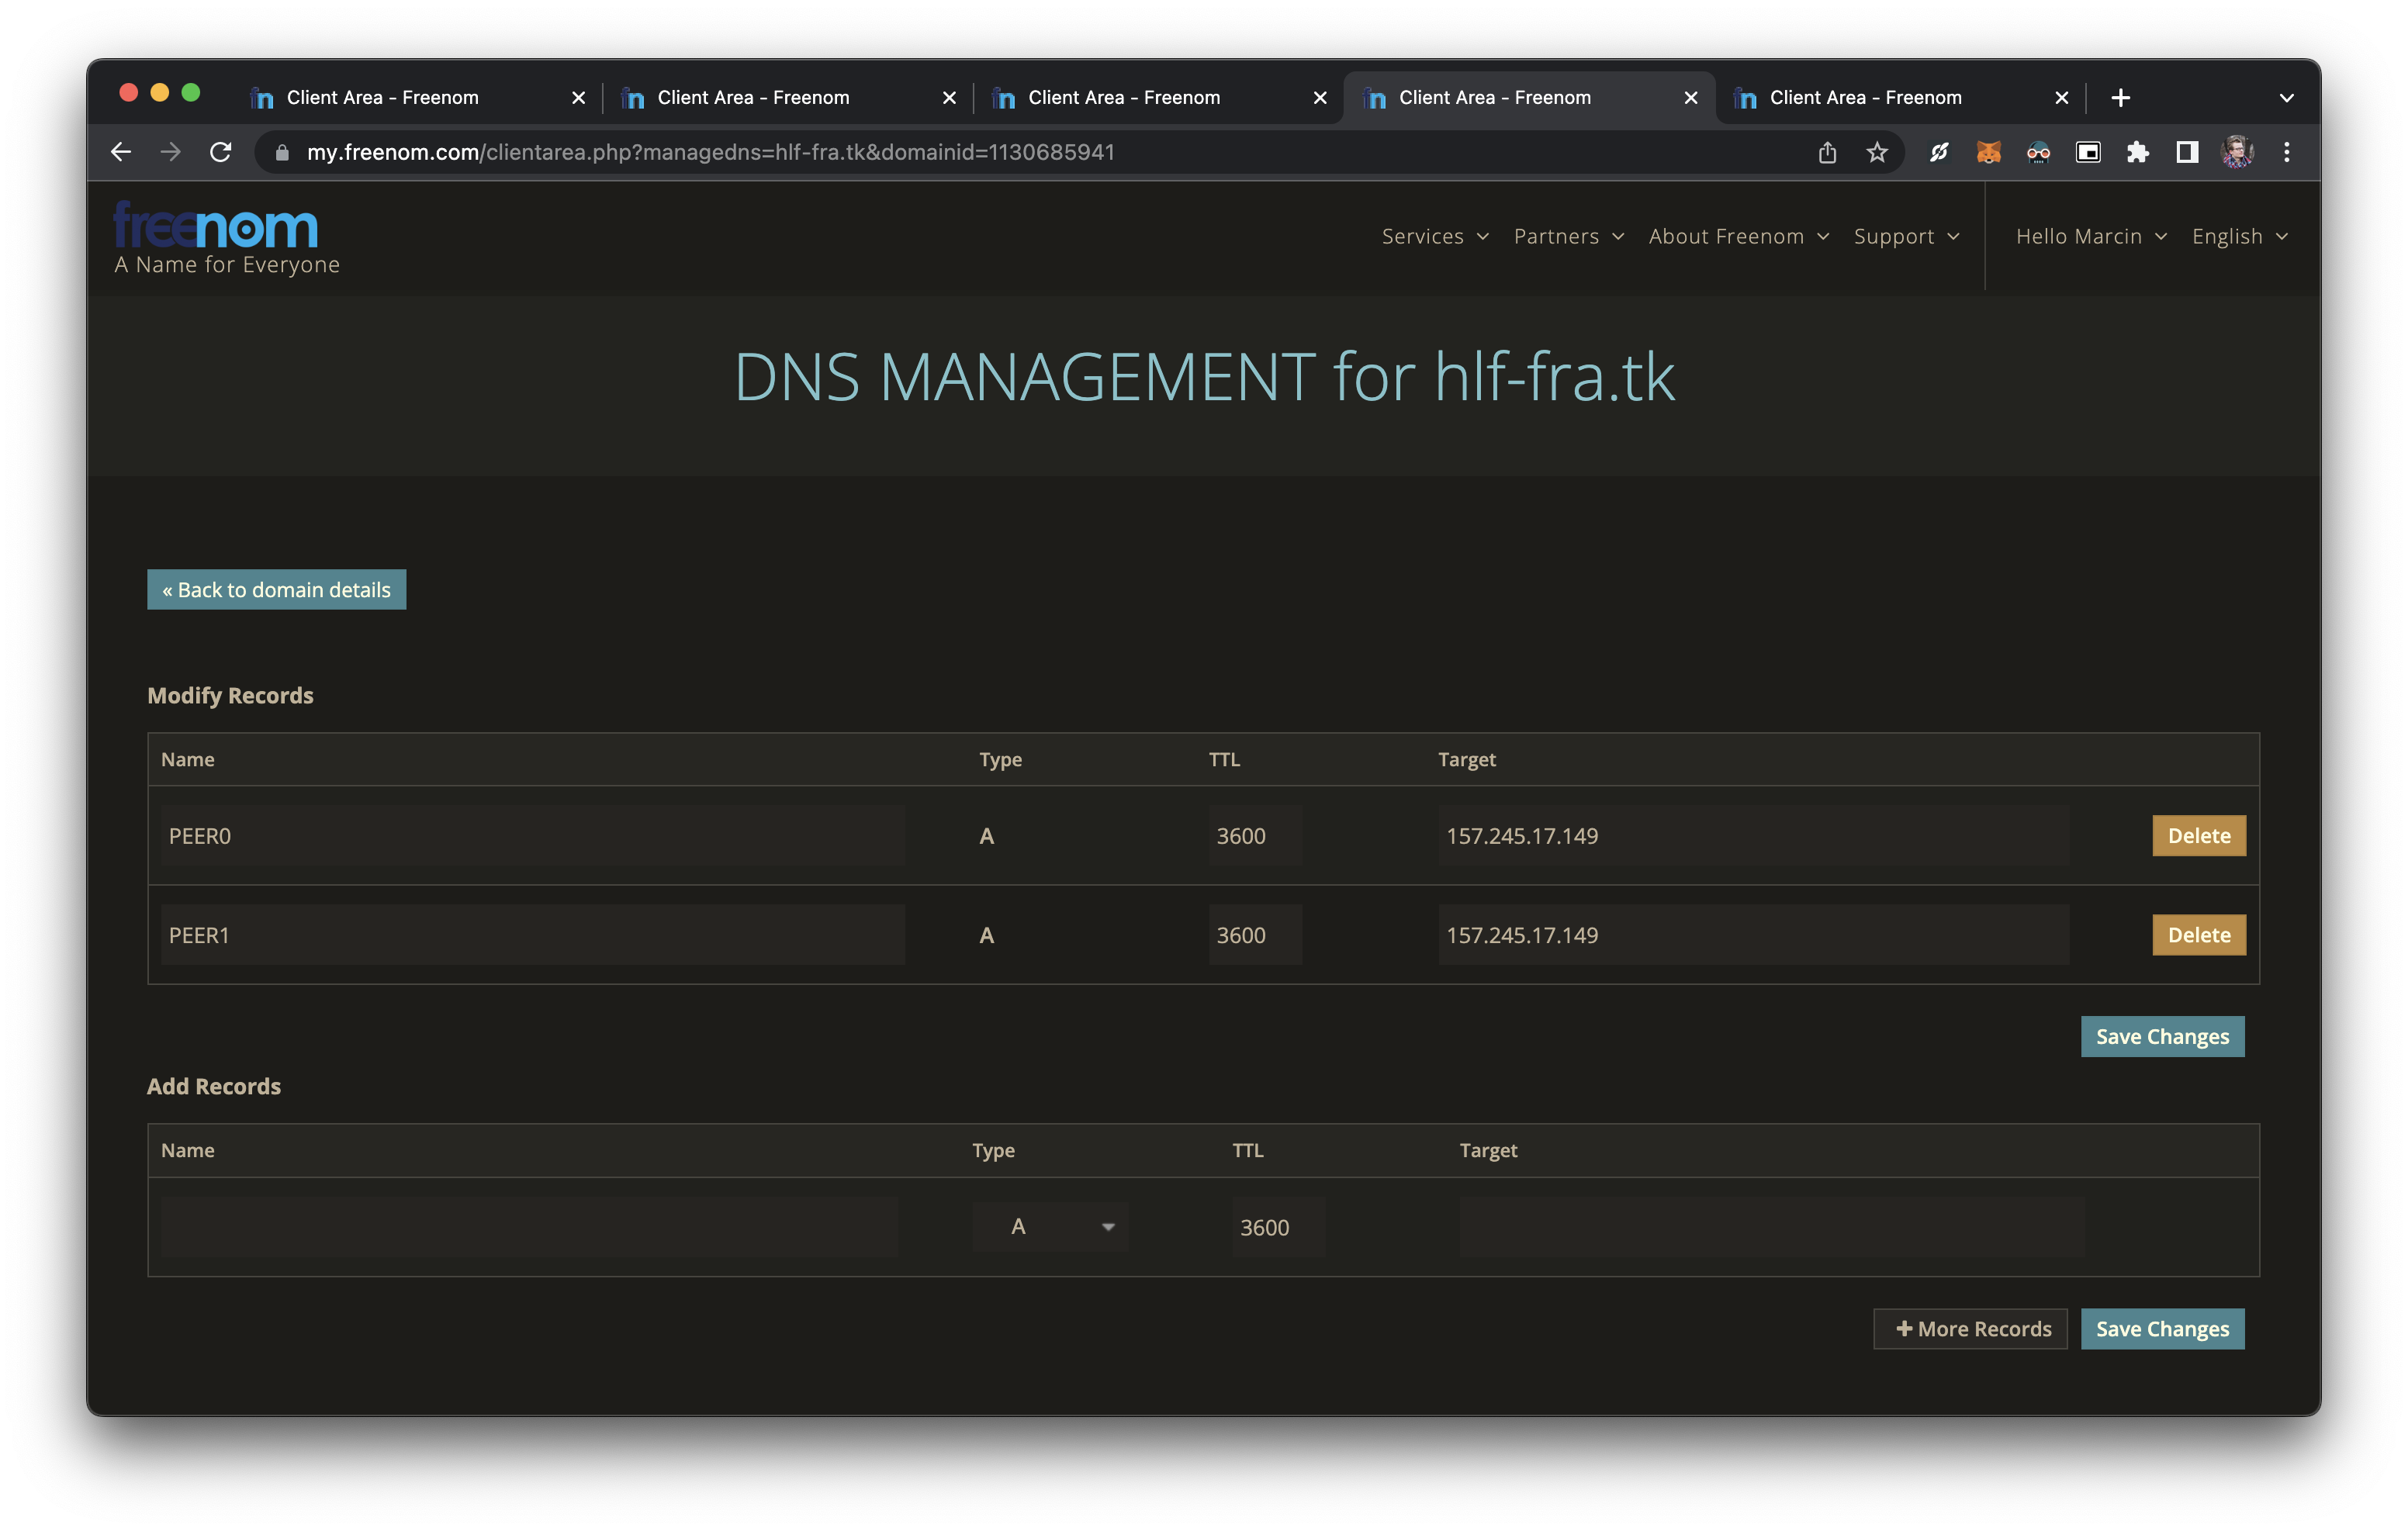 Client Area - Freenom
Client Area - Freenom
Client Area - Freenom
Client Area - Freenom
Client Area - Freenom
my.freenom.com/clientarea.php?managedns=hlf-fra.tk&domainid=1130685941
freenom
A Name for Everyone
Services Partners About Freenom Support Hello Marcin English
DNS MANAGEMENT for hlf-fra.tk
« Back to domain details
Modify Records
Name Type TTL Target
PEER0 A 3600 157.245.17.149 Delete
PEER1 A 3600 157.245.17.149 Delete
Save Changes
Add Records
Name Type TTL Target
A 3600
+ More Records Save Changes